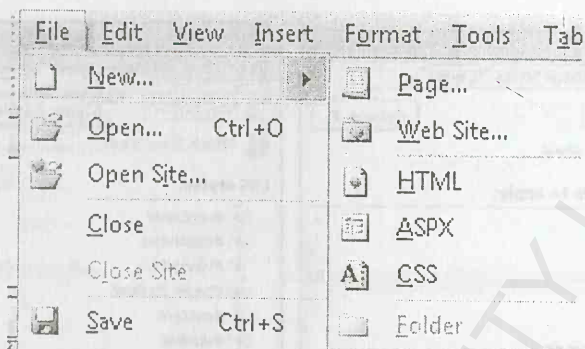 File Edit View Insert Format Tools Tab
New...
Open... Ctrl+O
Open Site...
Close
Close Site
Save Ctrl+S
Page...
Web Site...
HTML
ASPX
CSS
Folder